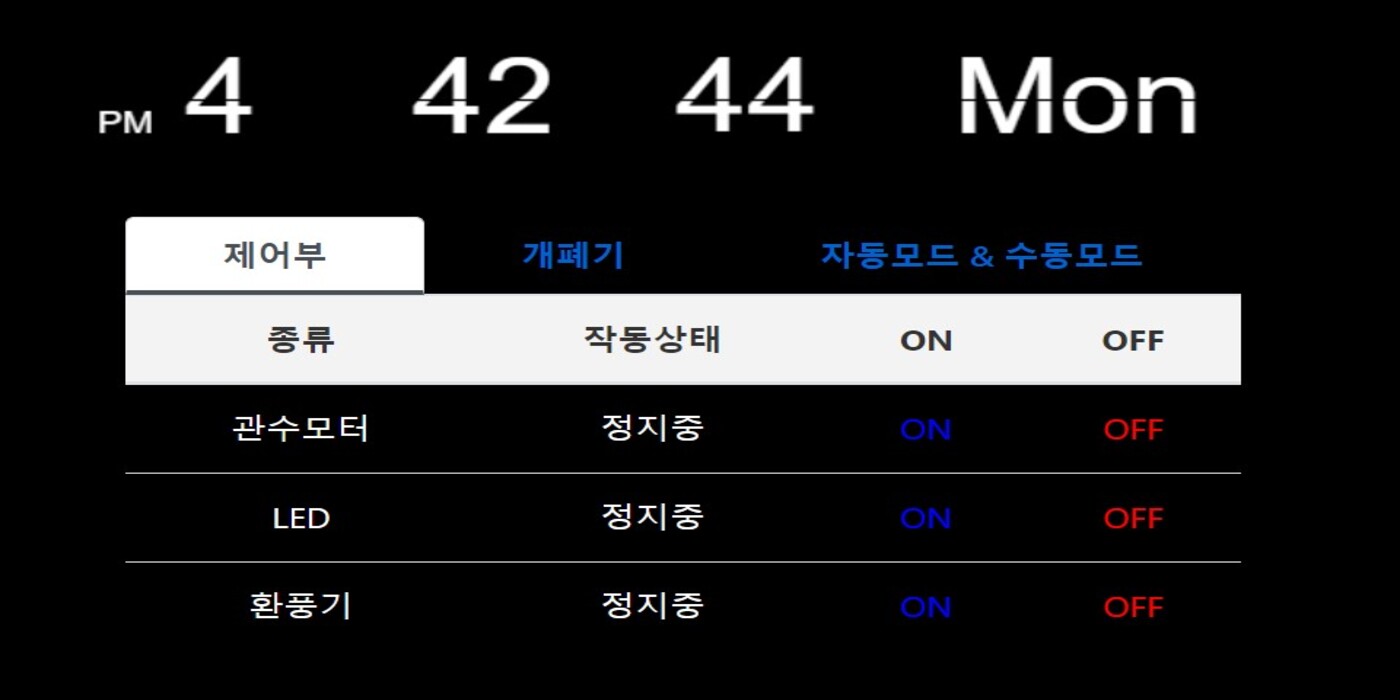 PM 4 42 44 Mon
제어부 개폐기 자동모드 & 수동모드
종류 작동상태 ON OFF
관수모터 정지중 ON OFF
LED 정지중 ON OFF
환풍기 정지중 ON OFF